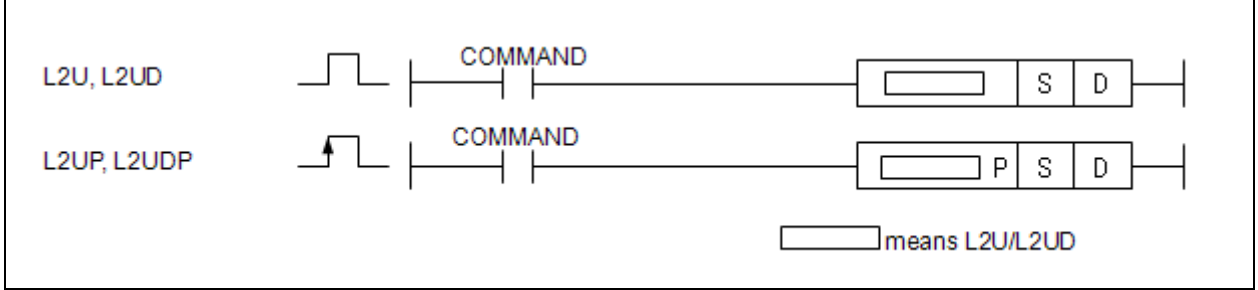 COMMAND
L2U, L2UD S D
COMMAND
L2UP, L2UDP P S D
means L2U/L2UD